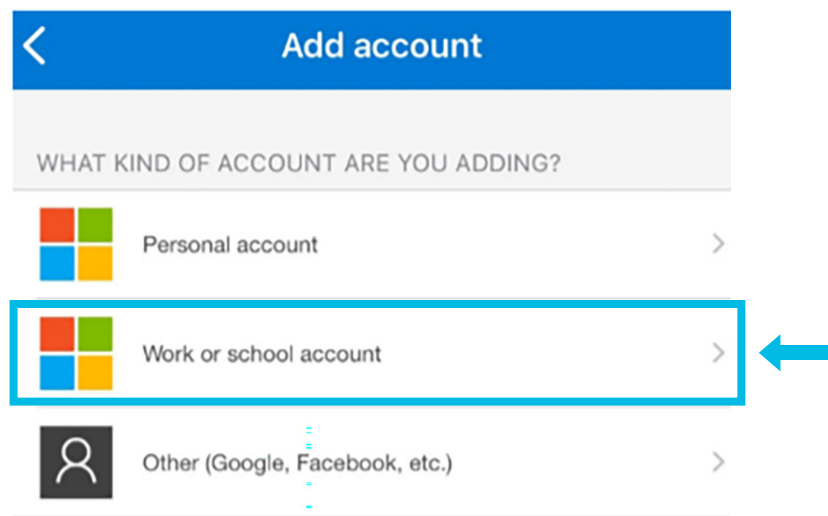 Add account
WHAT KIND OF ACCOUNT ARE YOU ADDING?
Personal account
Work or school account
Other (Google, Facebook, etc.)